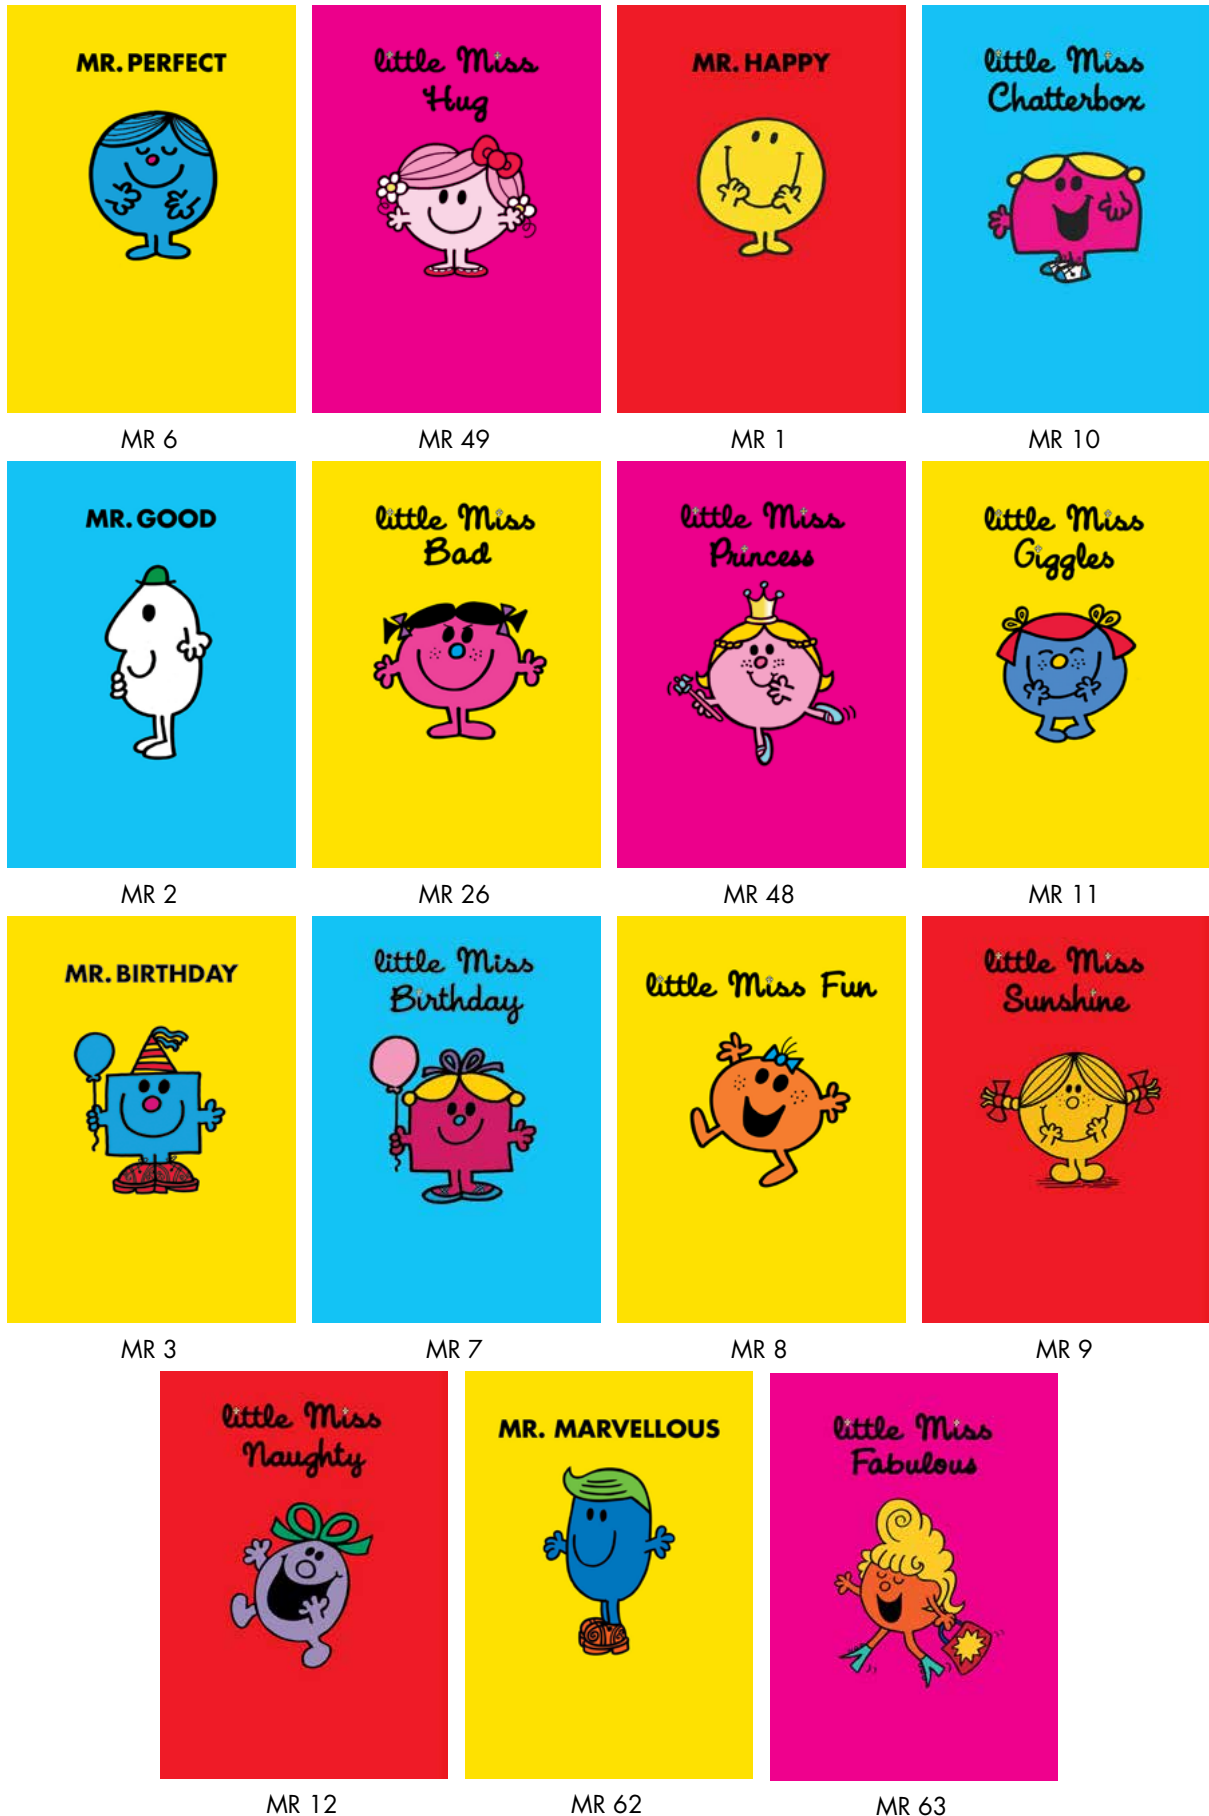 MR. PERFECT
little Miss
Hug
MR. HAPPY
little Miss
Chatterbox
MR 6
MR 49
MR 1
MR 10
MR. GOOD
little Miss
Bad
little Miss
Princess
little Miss
Giggles
MR 2
MR 26
MR 48
MR 11
MR. BIRTHDAY
little Miss
Birthday
little Miss Fun
little Miss
Sunshine
MR 3
MR 7
MR 8
MR 9
little Miss
Naughty
MR. MARVELLOUS
little Miss
Fabulous
MR 12
MR 62
MR 63